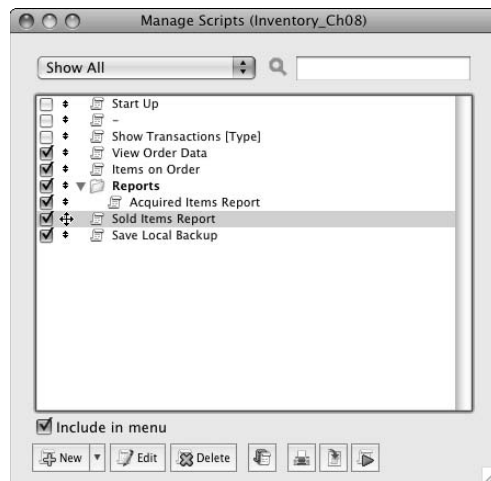 Manage Scripts (Inventory_Ch08)
Show All
Start Up
-
Show Transactions [Type]
View Order Data
Items on Order
Reports
Acquired Items Report
Sold Items Report
Save Local Backup
Include in menu
New Edit Delete